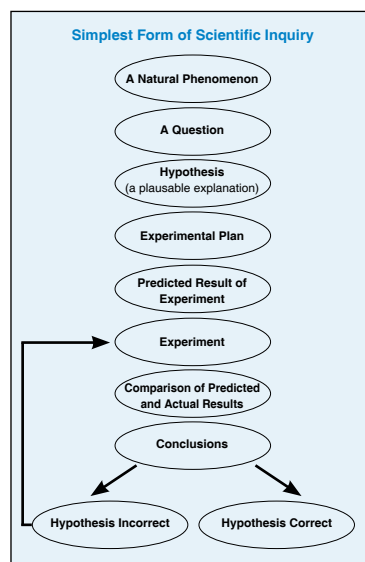 Simplest Form of Scientific Inquiry
A Natural Phenomenon
A Question
Hypothesis
(a plausable explanation)
Experimental Plan
Predicted Result of
Experiment
Experiment
Comparison of Predicted
and Actual Results
Conclusions
Hypothesis Incorrect
Hypothesis Correct